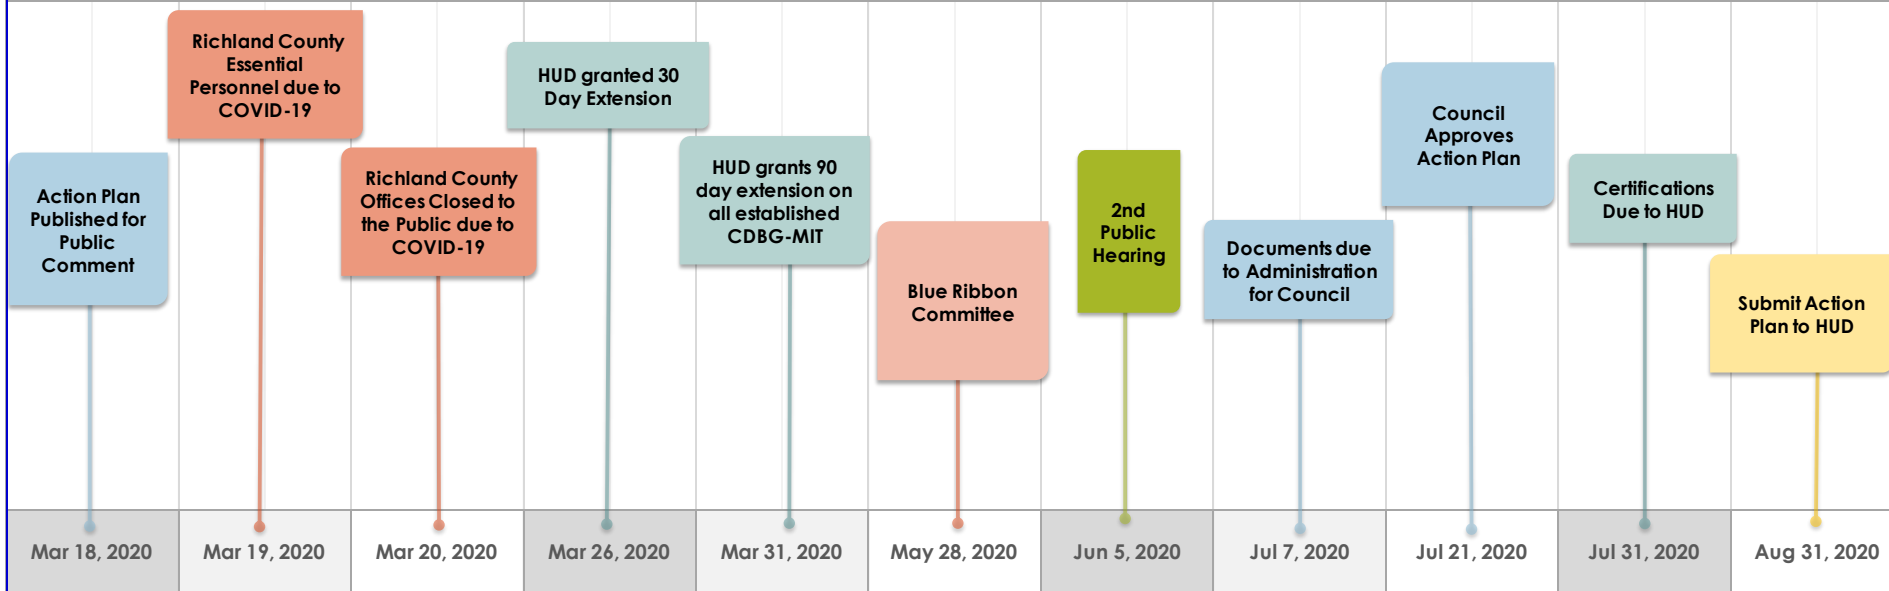 Action Plan
Published for
Public
Comment
Richland County
Essential
Personnel due to
COVID-19
Richland County
Offices Closed to
the Public due to
COVID-19
HUD granted 30
Day Extension
HUD grants 90
day extension on
all established
CDBG-MIT
Blue Ribbon
Committee
2nd
Public
Hearing
Documents due
to Administration
for Council
Council
Approves
Action Plan
Certifications
Due to HUD
Submit Action
Plan to HUD
Mar 18, 2020
Mar 19, 2020
Mar 20, 2020
Mar 26, 2020
Mar 31, 2020
May 28, 2020
Jun 5, 2020
Jul 7, 2020
Jul 21, 2020
Jul 31, 2020
Aug 31, 2020